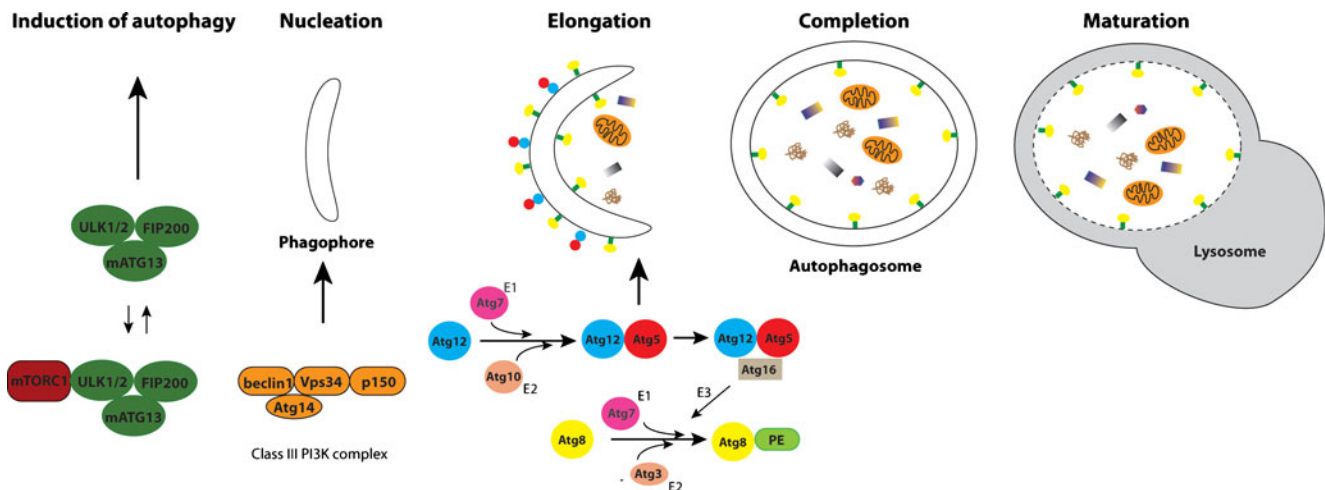 Induction of autophagy
Nucleation
Elongation
Completion
Maturation
ULK1/2
FIP200
mATG13
mTORC1
ULK1/2
FIP200
mATG13
Phagophore
beclin1
Vps34
p150
Atg14
Class III PI3K complex
Atg12
Atg7
E1
Atg10
E2
Atg12
Atg5
Atg12
Atg5
Atg16
E3
Atg8
Atg7
E1
Atg3
E2
Atg8
PE
Autophagosome
Lysosome